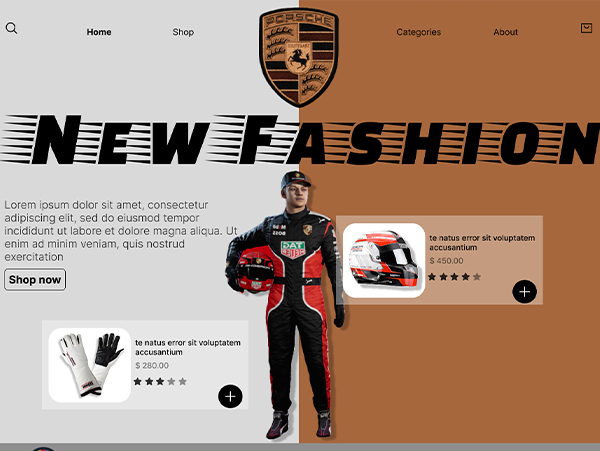 Home
Shop
PORSCHE
STUTTGART
Categories
About
New Fashion
Lorem ipsum dolor sit amet, consectetur
adipiscing elit, sed do eiusmod tempor
incididunt ut labore et dolore magna aliqua. Ut
enim ad minim veniam, quis nostrud
exercitation
Shop now
TAG
te natus error sit voluptatem
accusantium
$ 450.00
te natus error sit voluptatem
accusantium
$ 280.00